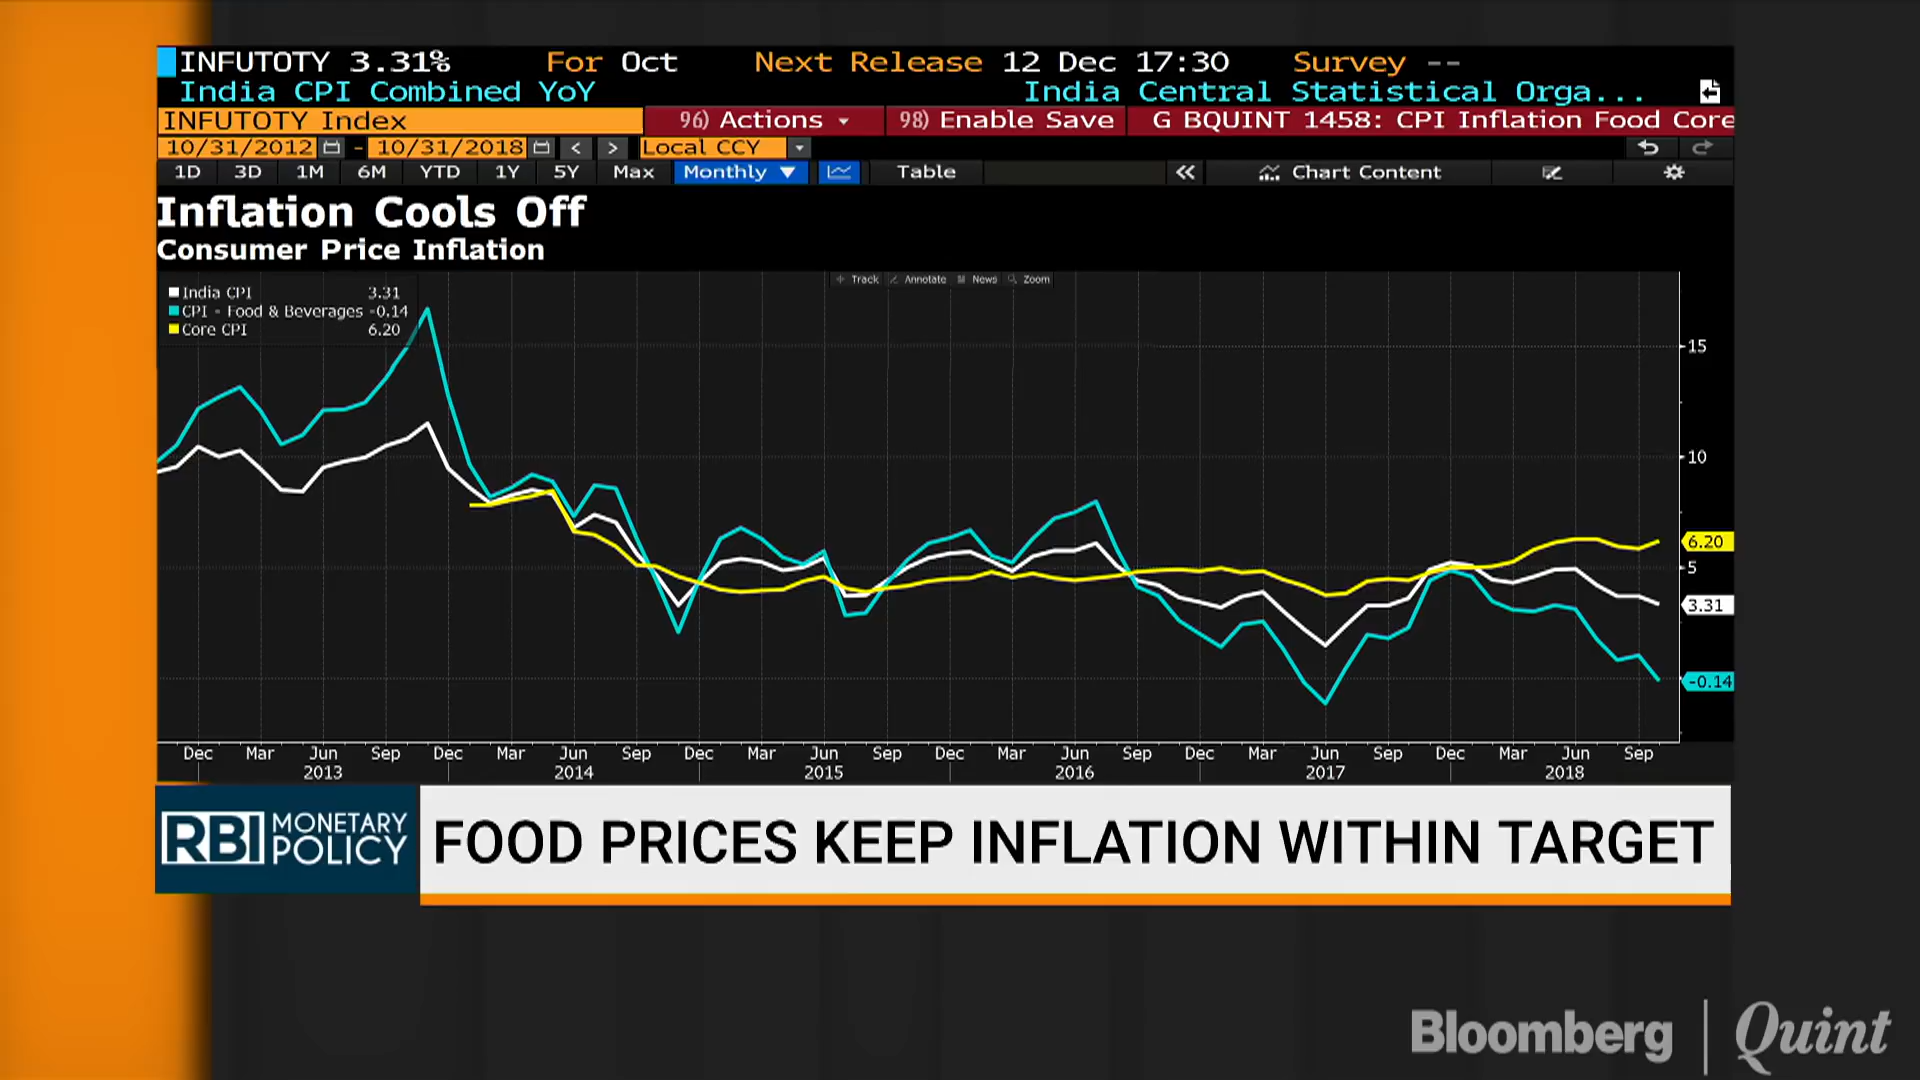 INFUTOTY 3.31% For Oct Next Release 12 Dec 17:30 Survey --
India CPI Combined YoY India Central Statistical Orga...
INFUTOTY Index 96) Actions 98) Enable Save G BQUINT 1458: CPI Inflation Food Core
10/31/2012 - 10/31/2018 < > Local CCY
1D 3D 1M 6M YTD 1Y 5Y Max Monthly ▼ Table << Chart Content
Inflation Cools Off
Consumer Price Inflation
Track Annotate News Zoom
India CPI 3.31
CPI - Food & Beverages -0.14
Core CPI 6.20
15
10
6.20
5
3.31
-0.14
Dec Mar Jun Sep Dec Mar Jun Sep Dec Mar Jun Sep Dec Mar Jun Sep Dec Mar Jun Sep Dec Mar Jun Sep
2013 2014 2015 2016 2017 2018
RBI MONETARY POLICY
FOOD PRICES KEEP INFLATION WITHIN TARGET
Bloomberg | Quint